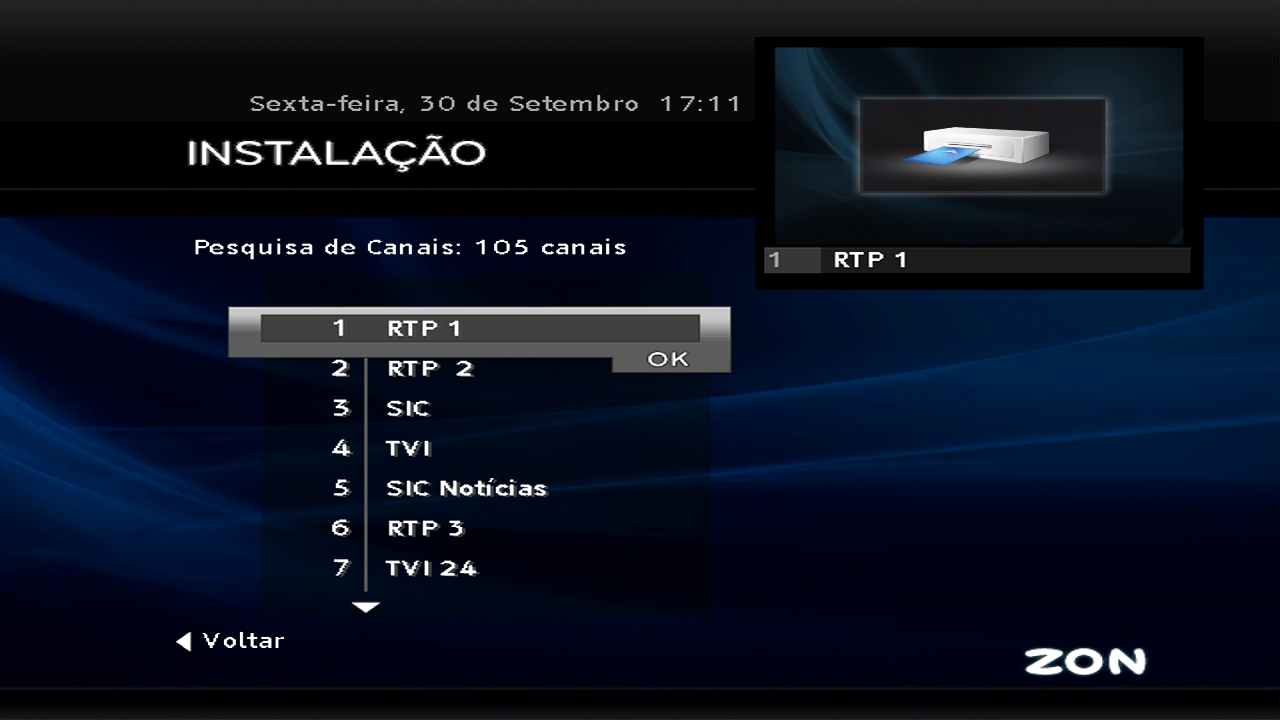 Sexta-feira, 30 de Setembro 17:11
INSTALAÇÃO
Pesquisa de Canais: 105 canais
1 RTP 1
1 RTP 1
OK
2 RTP 2
3 SIC
4 TVI
5 SIC Notícias
6 RTP 3
7 TVI 24
Voltar
ZON